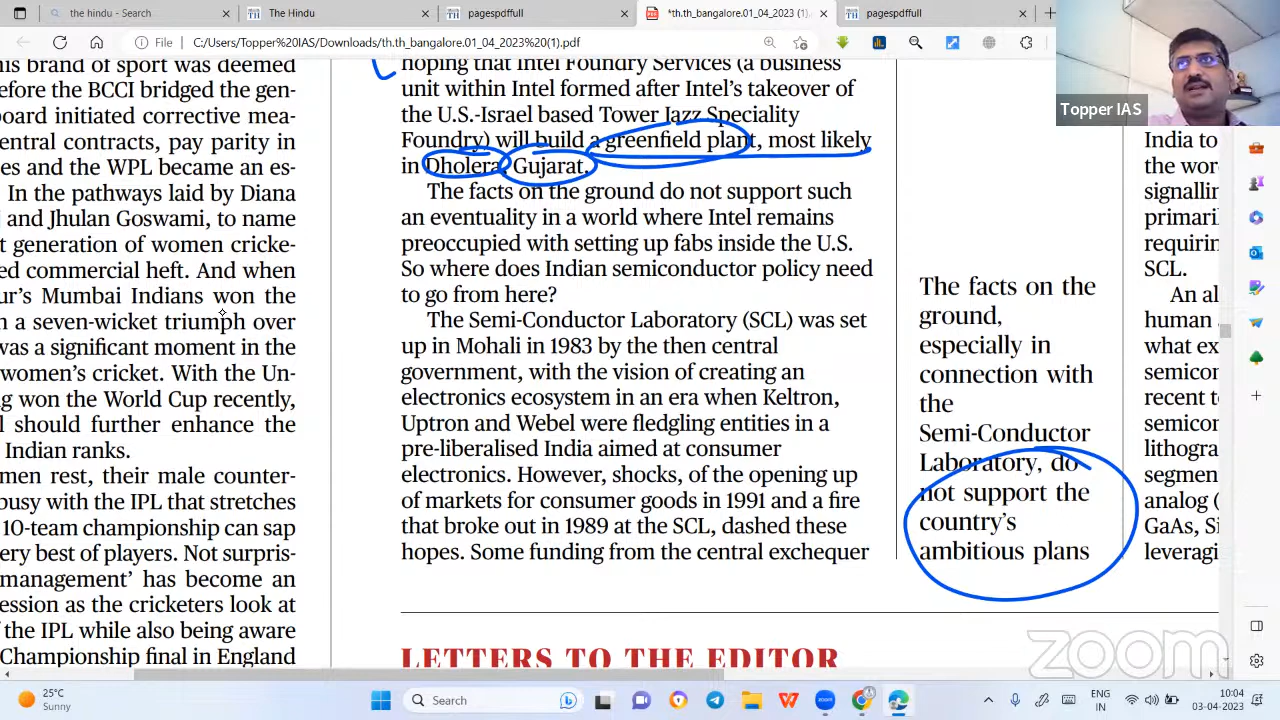 the hindu - Search
The Hindu
pagespdffull
*th.th_bangalore.01_04_2023 (1).
pagespdffull
File
C:/Users/Topper%20IAS/Downloads/th.th_bangalore.01_04_2023%20(1).pdf
Topper IAS
his brand of sport was deemed
efore the BCCI bridged the gen-
board initiated corrective mea-
entral contracts, pay parity in
es and the WPL became an es-
. In the pathways laid by Diana
i and Jhulan Goswami, to name
t generation of women cricke-
ed commercial heft. And when
ur's Mumbai Indians won the
n a seven-wicket triumph over
was a significant moment in the
women's cricket. With the Un-
ng won the World Cup recently,
l should further enhance the
Indian ranks.
men rest, their male counter-
busy with the IPL that stretches
10-team championship can sap
ery best of players. Not surpris-
management' has become an
ession as the cricketers look at
f the IPL while also being aware
Championship final in England
hoping that Intel Foundry Services (a business
unit within Intel formed after Intel's takeover of
the U.S.-Israel based Tower Jazz Speciality
Foundry) will build a greenfield plant, most likely
in Dholera, Gujarat.
The facts on the ground do not support such
an eventuality in a world where Intel remains
preoccupied with setting up fabs inside the U.S.
So where does Indian semiconductor policy need
to go from here?
The Semi-Conductor Laboratory (SCL) was set
up in Mohali in 1983 by the then central
government, with the vision of creating an
electronics ecosystem in an era when Keltron,
Uptron and Webel were fledgling entities in a
pre-liberalised India aimed at consumer
electronics. However, shocks, of the opening up
of markets for consumer goods in 1991 and a fire
that broke out in 1989 at the SCL, dashed these
hopes. Some funding from the central exchequer
The facts on the
ground,
especially in
connection with
the
Semi-Conductor
Laboratory, do
not support the
country's
ambitious plans
India to
the wor
signallin
primaril
requirin
SCL.
An al
human
what ex
semicon
recent t
semicon
lithogra
segmen
analog (
GaAs, Si
leveragi
LETTERS TO THE EDITOR
zoom
25°C
Sunny
Search
ENG
IN
10:04
03-04-2023